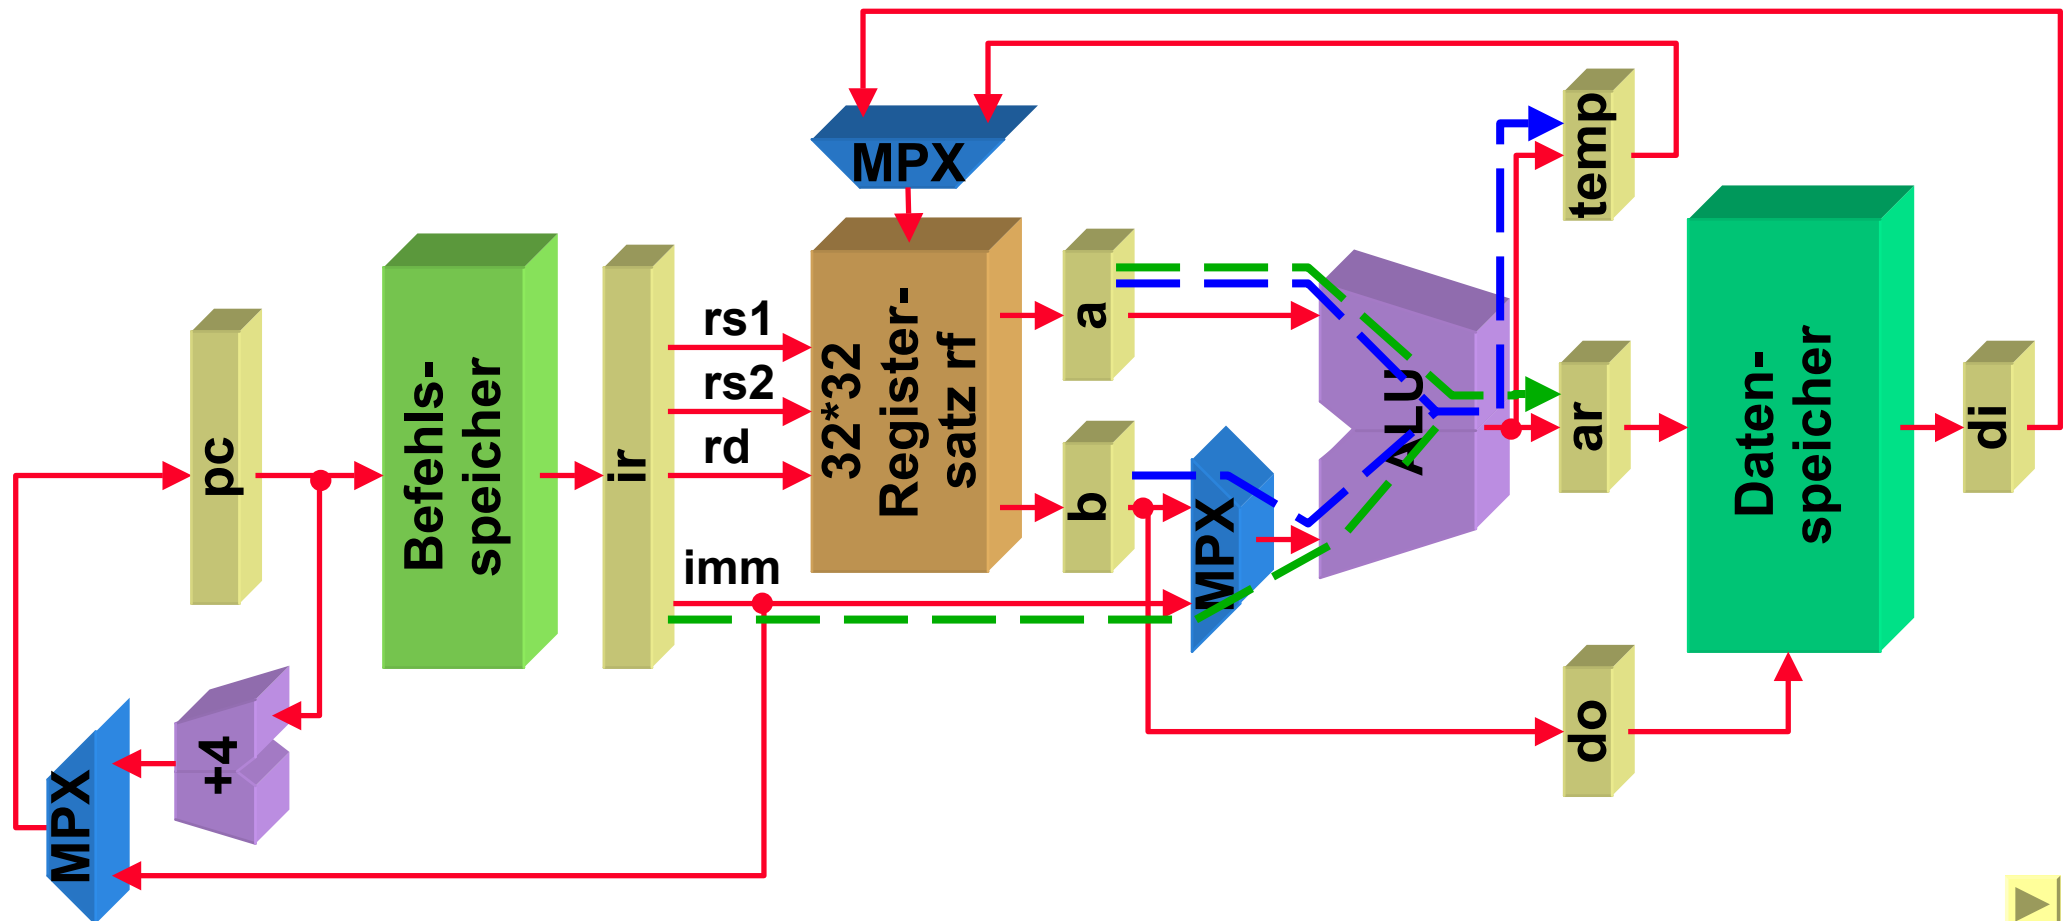 MPX
temp
rs1
rs2
rd
imm
pc
Befehls-
speicher
ir
32*32
Register-
satz rf
a
b
MPX
ALU
ar
Daten-
speicher
di
do
+4
MPX